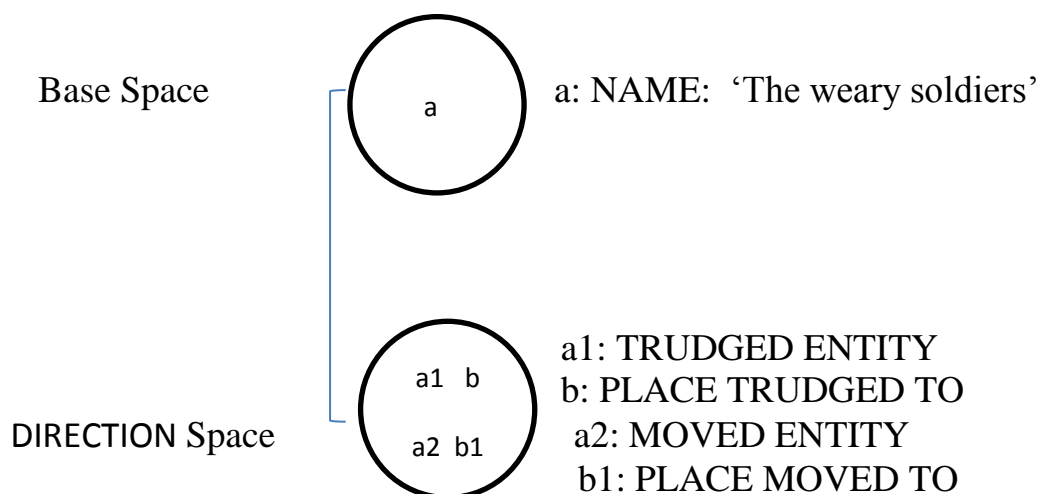 Base Space
a
a: NAME: ‘The weary soldiers’
a1 b
a2 b1
DIRECTION Space
a1: TRUDGED ENTITY
b: PLACE TRUDGED TO
a2: MOVED ENTITY
b1: PLACE MOVED TO